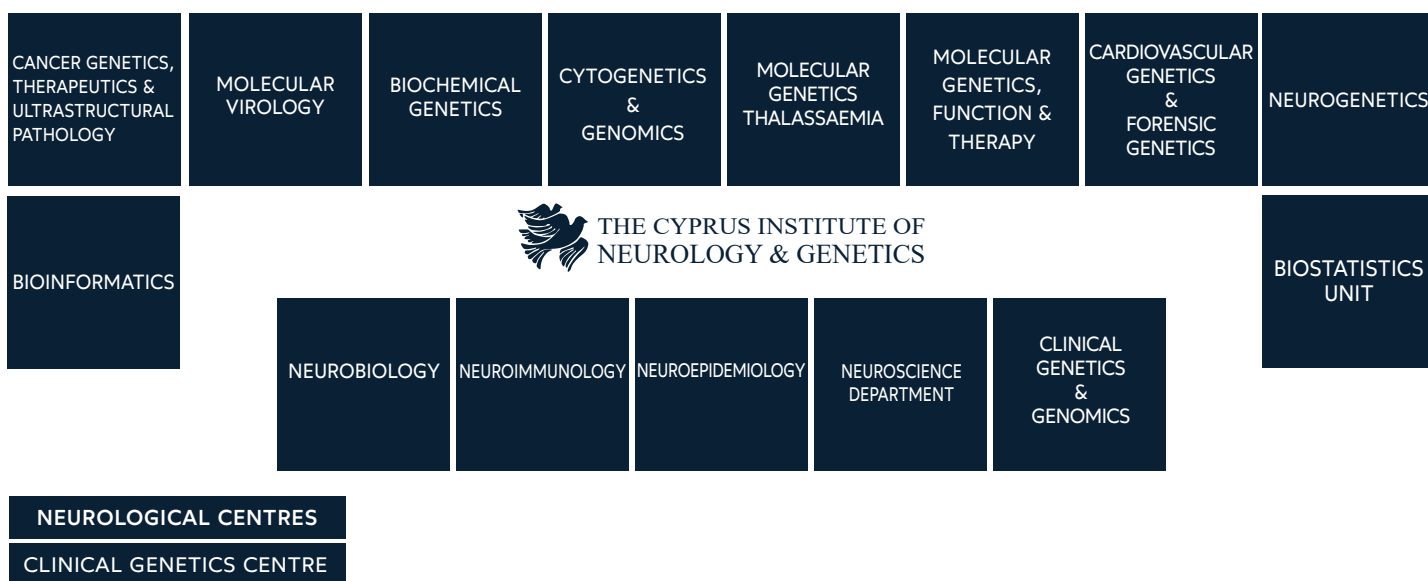 CANCER GENETICS,
THERAPEUTICS &
ULTRASTRUCTURAL
PATHOLOGY
MOLECULAR
VIROLOGY
BIOCHEMICAL
GENETICS
CYTOGENETICS
&
GENOMICS
MOLECULAR
GENETICS
THALASSAEMIA
MOLECULAR
GENETICS,
FUNCTION &
THERAPY
CARDIOVASCULAR
GENETICS
&
FORENSIC
GENETICS
NEUROGENETICS
BIOINFORMATICS
THE CYPRUS INSTITUTE OF
NEUROLOGY & GENETICS
BIOSTATISTICS
UNIT
NEUROBIOLOGY
NEUROIMMUNOLOGY
NEUROEPIDEMIOLOGY
NEUROSCIENCE
DEPARTMENT
CLINICAL
GENETICS
&
GENOMICS
NEUROLOGICAL CENTRES
CLINICAL GENETICS CENTRE